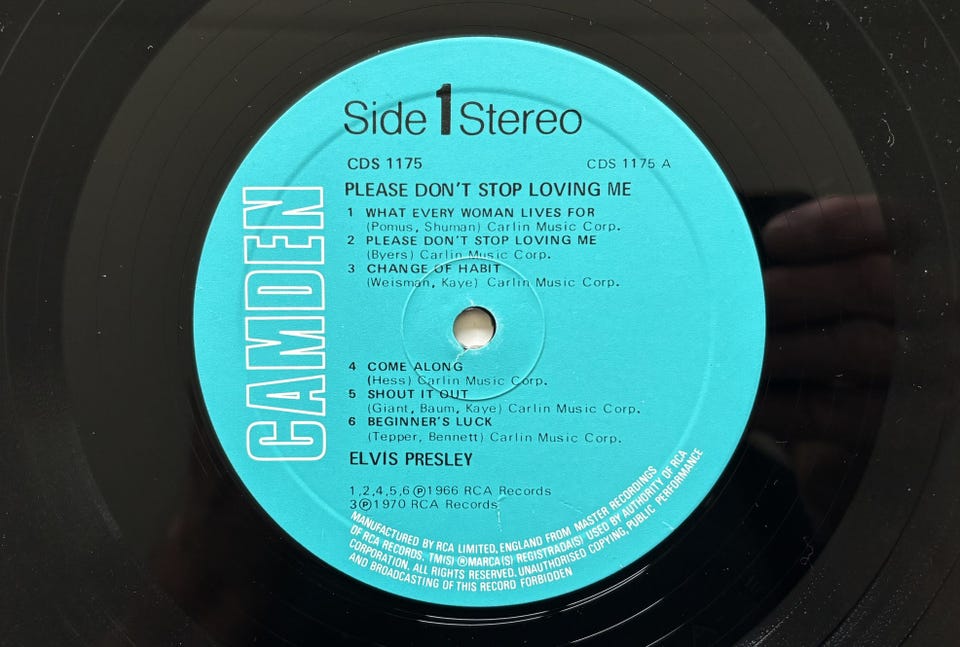 Side 1 Stereo
CDS 1175 CDS 1175 A
PLEASE DON'T STOP LOVING ME
1 WHAT EVERY WOMAN LIVES FOR
(Pomus, Shuman) Carlin Music Corp.
2 PLEASE DON'T STOP LOVING ME
(Byers) Carlin Music Corp.
3 CHANGE OF HABIT
(Weisman, Kaye) Carlin Music Corp.
CAMDEN
4 COME ALONG
(Hess) Carlin Music Corp.
5 SHOUT IT OUT
(Giant, Baum, Kaye) Carlin Music Corp.
6 BEGINNER'S LUCK
(Tepper, Bennett) Carlin Music Corp.
ELVIS PRESLEY
1,2,4,5,6 ℗1966 RCA Records
3℗1970 RCA Records
MANUFACTURED BY RCA LIMITED, ENGLAND FROM MASTER RECORDINGS
OF RCA RECORDS. TM(S) ®MARCA(S) REGISTRADA(S) USED BY AUTHORITY OF RCA
CORPORATION. ALL RIGHTS RESERVED. UNAUTHORISED COPYING, PUBLIC PERFORMANCE
AND BROADCASTING OF THIS RECORD FORBIDDEN